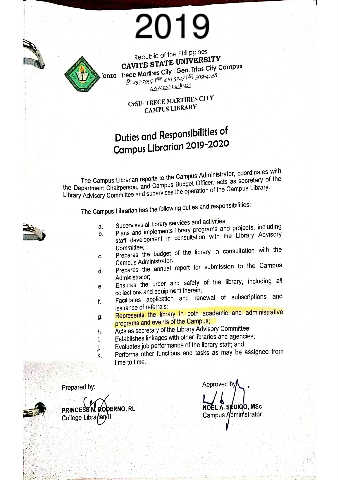 2019
Republic of the Philippines
CAVITE STATE UNIVERSITY
Trece Martires City - Gen. Trias City Campus
CvSU- TRECE MARTIRES CITY
CAMPUS LIBRARY
Duties and Responsibilities of
Campus Librarian 2019-2020
The Campus Librarian reports to the Campus Administrator, coordinates with
the Department Chairperson, and Campus Budget Officer, acts as secretary of the
Library Advisory Committee and supervises the operation of the Campus Library.
The Campus Librarian has the following duties and responsibilities:
a. Supervises all library services and activities;
b. Plans and implements library programs and projects, including
staff development in consultation with the Library Advisory
Committee;
c. Prepares the budget of the library in consultation with the
Campus Administrator;
d. Prepares the annual report for submission to the Campus
Administrator;
e. Ensures the order and safety of the library, including all
collections and equipment therein;
f. Facilitates application and renewal of subscriptions and
issuance of referrals;
g. Represents the library in both academic and administrative
programs and events of the Campus;
h. Acts as secretary of the Library Advisory Committee;
i. Establishes linkages with other libraries and agencies;
j. Evaluates job performance of the library staff; and
k. Performs other functions and tasks as may be assigned from
time to time.
Prepared by:
Approved by:
PRINCESS N. RODERNO, RL
College Librarian II
NOEL A. SEDIGO, MSc
Campus Administrator